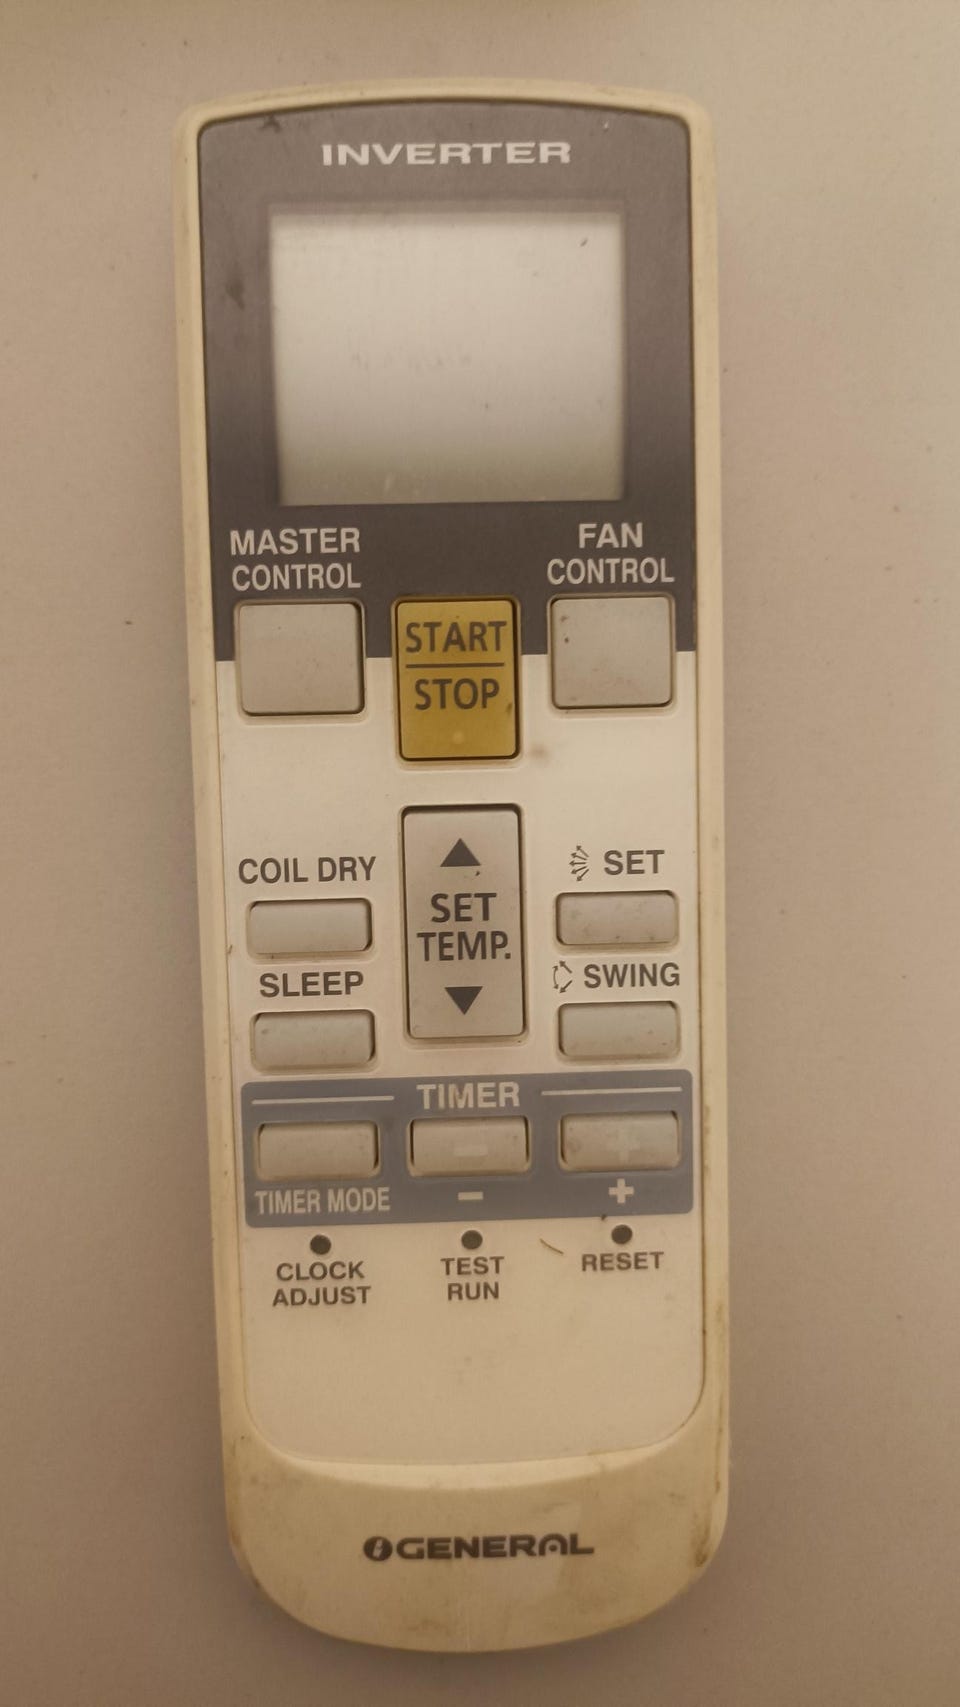 INVERTER
MASTER
CONTROL
FAN
CONTROL
START
STOP
COIL DRY
SET
TEMP.
SET
SLEEP
SWING
TIMER
TIMER MODE
-
+
CLOCK
ADJUST
TEST
RUN
RESET
GENERAL